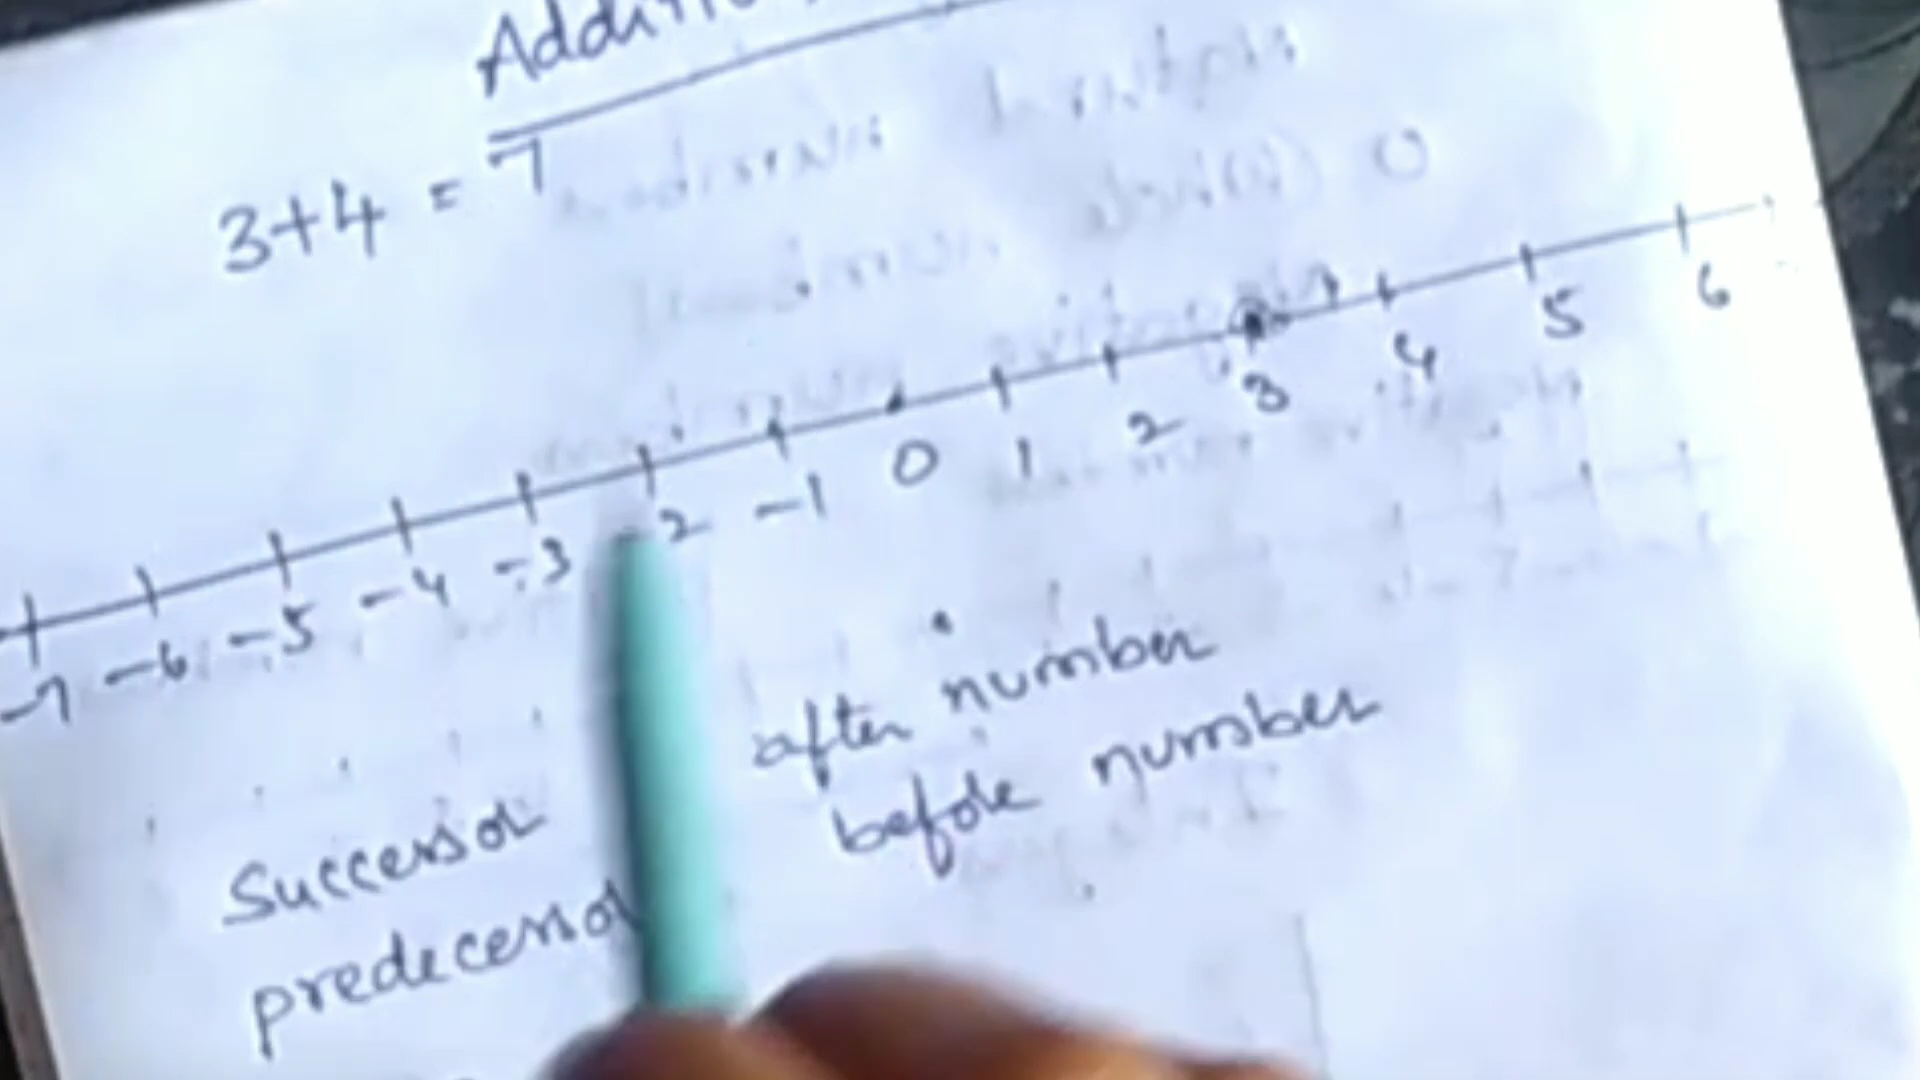 3+4 = 7
-7 -6 -5 -4 -3 -2 -1 0 1 2 3 4 5 6
Successor after number
predecessor before number